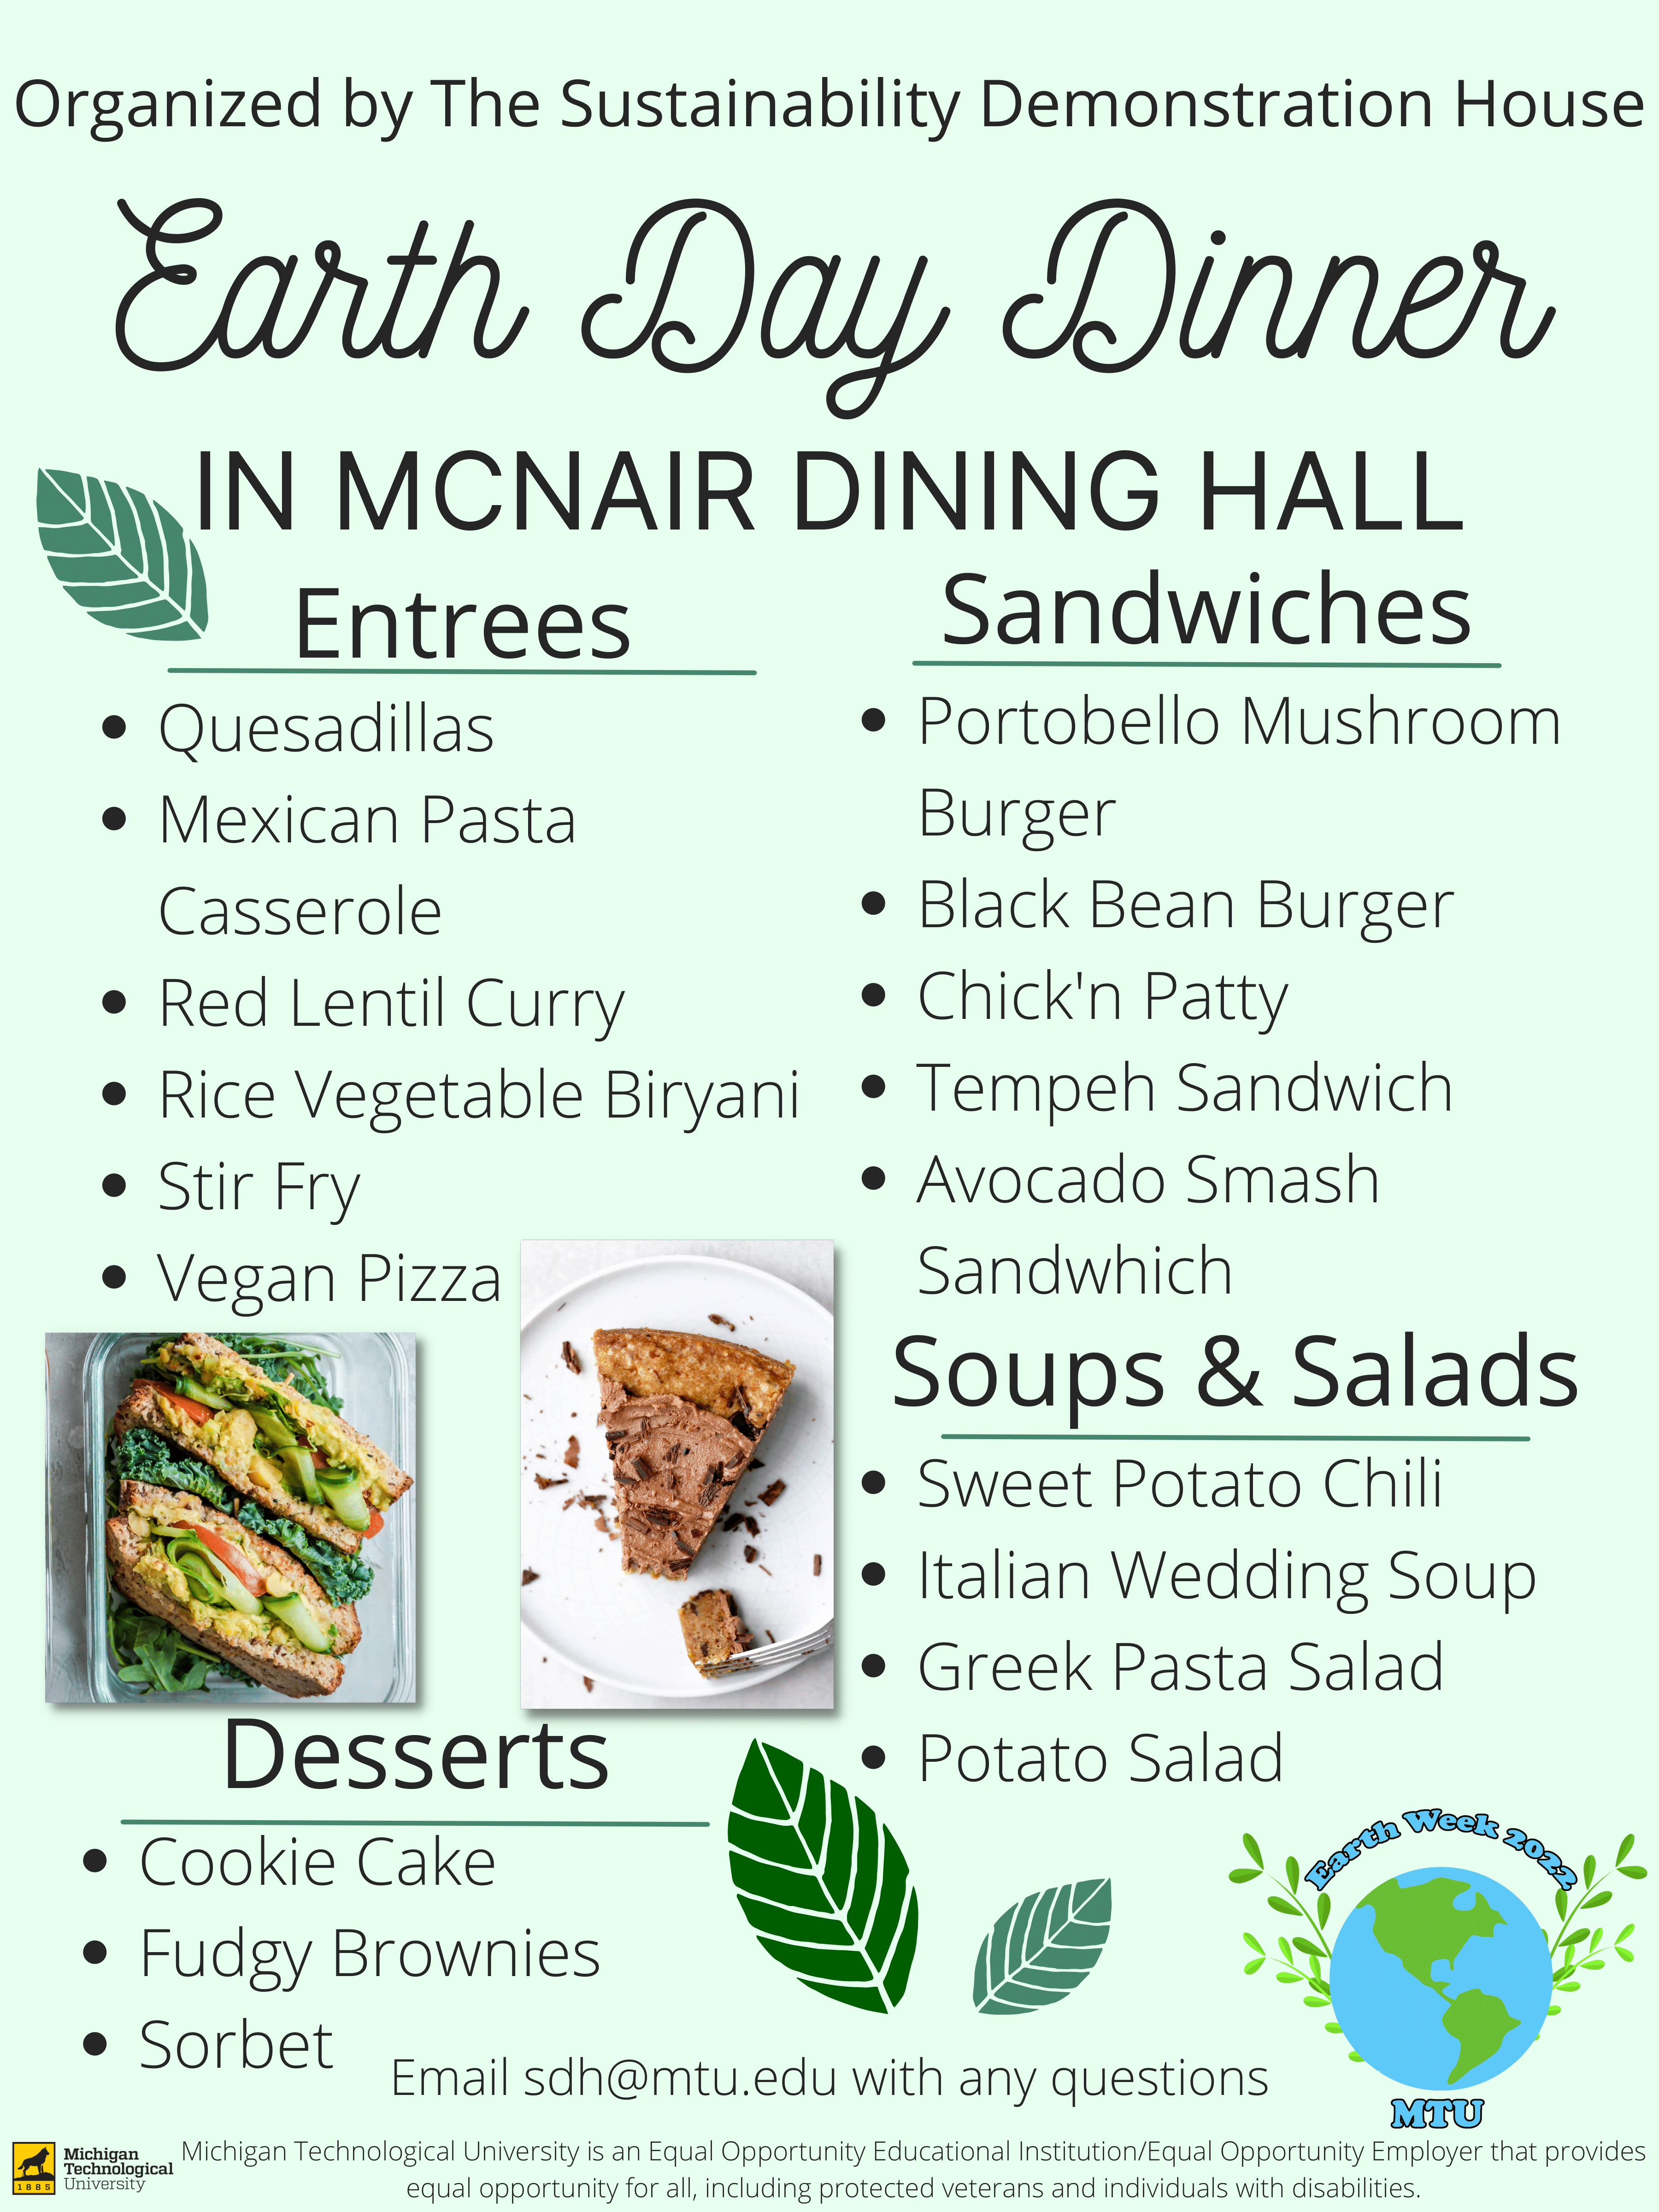 Organized by The Sustainability Demonstration House
Earth Day Dinner
IN MCNAIR DINING HALL
Entrees
• Quesadillas
• Mexican Pasta
Casserole
• Red Lentil Curry
• Rice Vegetable Biryani
• Stir Fry
• Vegan Pizza
Sandwiches
• Portobello Mushroom
Burger
• Black Bean Burger
• Chick'n Patty
• Tempeh Sandwich
• Avocado Smash
Sandwhich
Soups & Salads
• Sweet Potato Chili
• Italian Wedding Soup
• Greek Pasta Salad
• Potato Salad
Desserts
• Cookie Cake
• Fudgy Brownies
• Sorbet
Earth Week 2022
MTU
Email sdh@mtu.edu with any questions
1885
Michigan
Technological
University
Michigan Technological University is an Equal Opportunity Educational Institution/Equal Opportunity Employer that provides
equal opportunity for all, including protected veterans and individuals with disabilities.